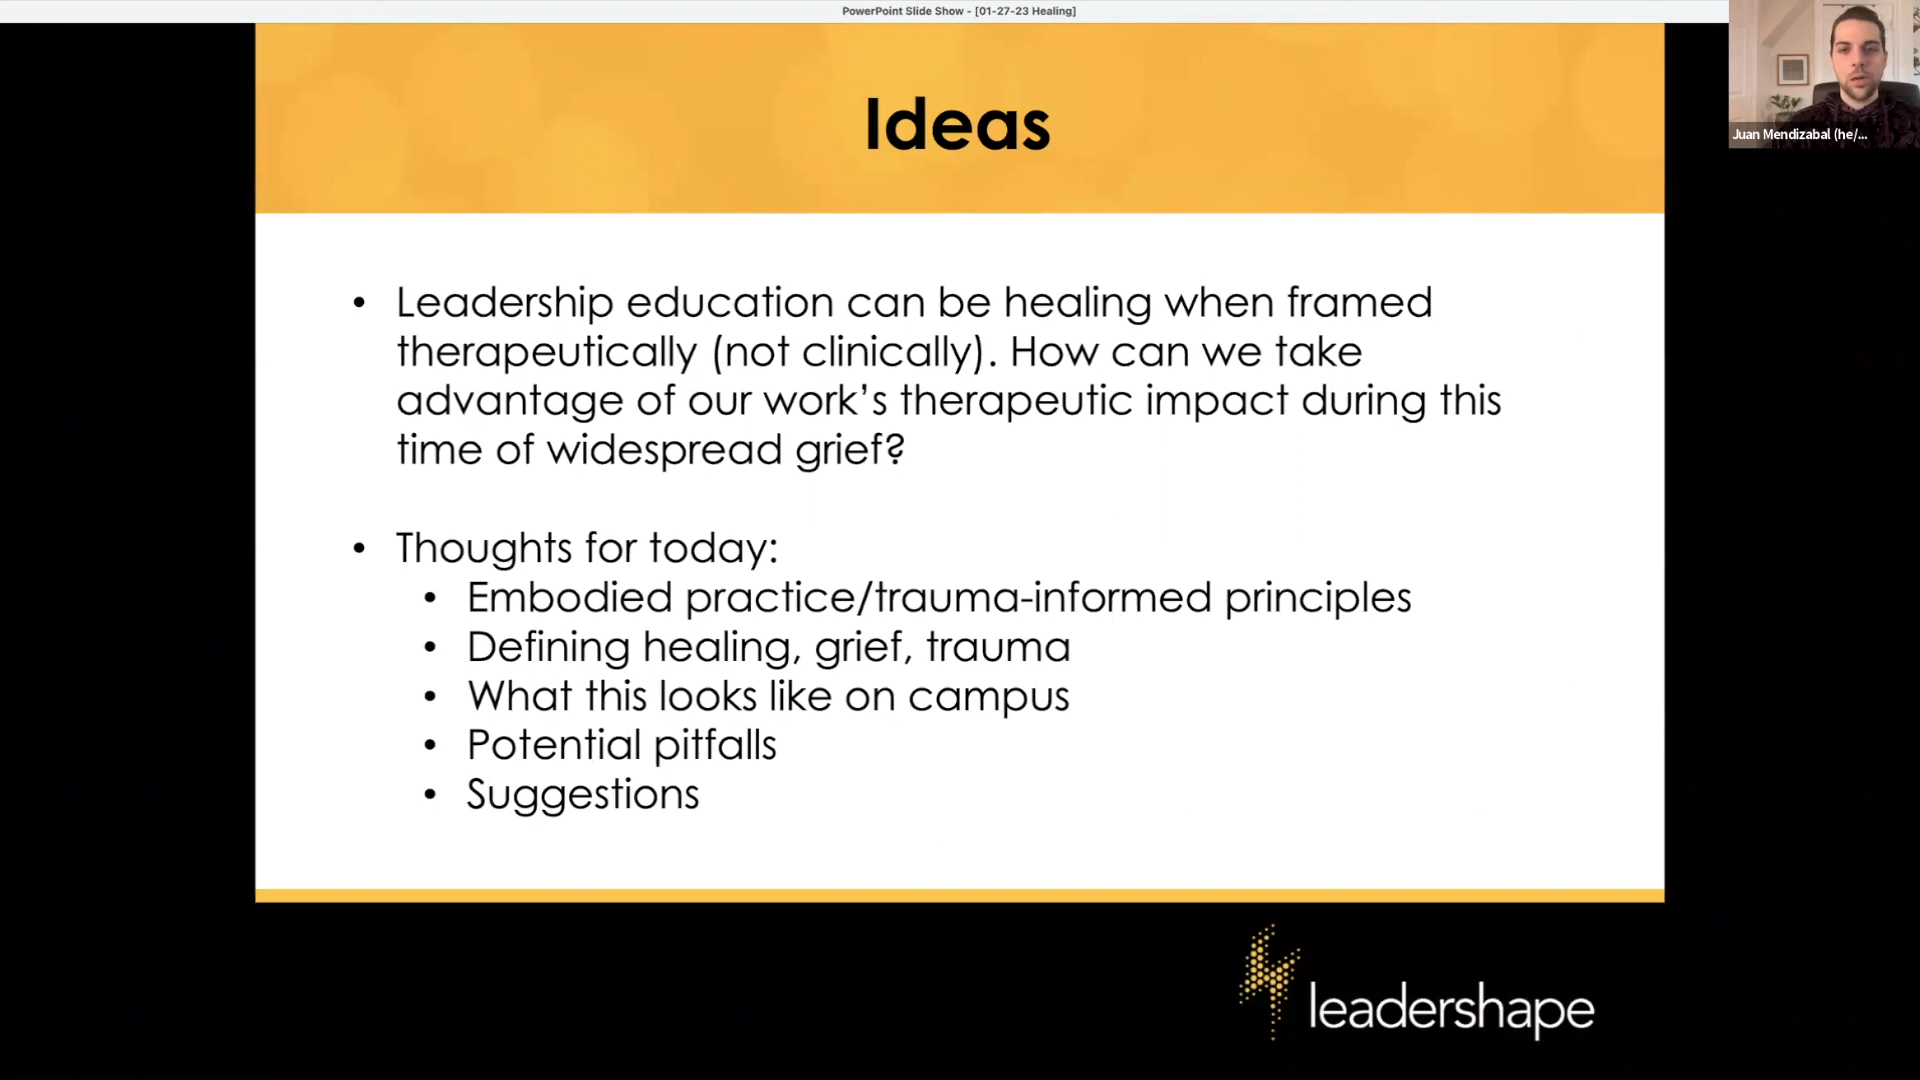 PowerPoint Slide Show - [01-27-23 Healing]
Juan Mendizabal (he/...
Ideas
• Leadership education can be healing when framed
therapeutically (not clinically). How can we take
advantage of our work’s therapeutic impact during this
time of widespread grief?
• Thoughts for today:
• Embodied practice/trauma-informed principles
• Defining healing, grief, trauma
• What this looks like on campus
• Potential pitfalls
• Suggestions
leadershape